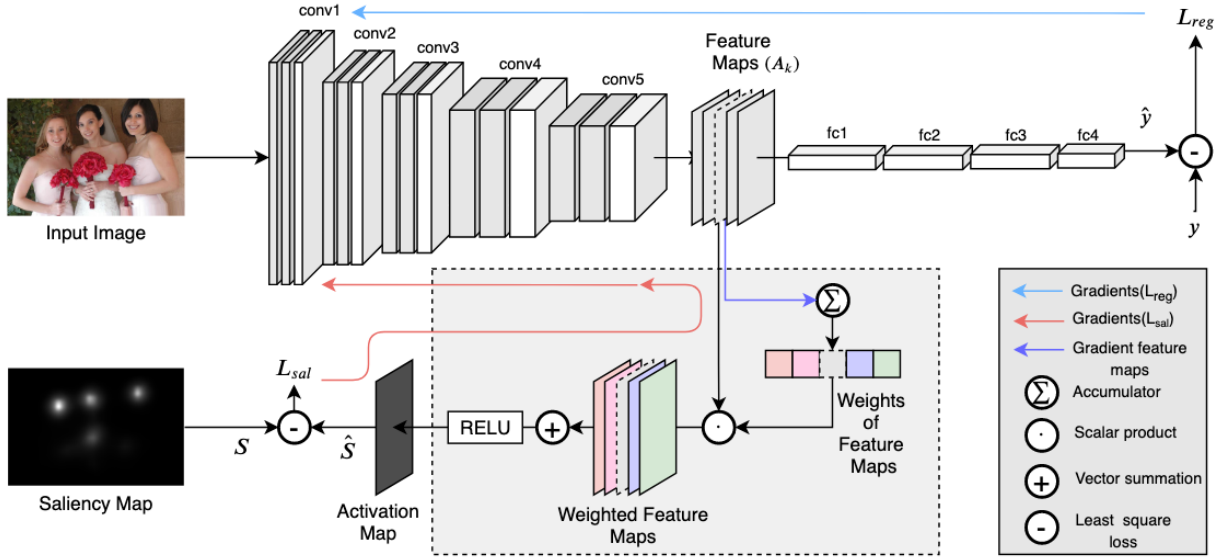 conv1
conv2
conv3
conv4
conv5
Feature
Maps (A_k)
L_reg
fc1
fc2
fc3
fc4
ŷ
-
y
Input Image
Σ
Weights
of
Feature
Maps
L_sal
S
-
Ŝ
RELU
+
·
Saliency Map
Activation
Map
Weighted Feature
Maps
Gradients(L_reg)
Gradients(L_sal)
Gradient feature
maps
Σ
Accumulator
·
Scalar product
+
Vector summation
-
Least square
loss